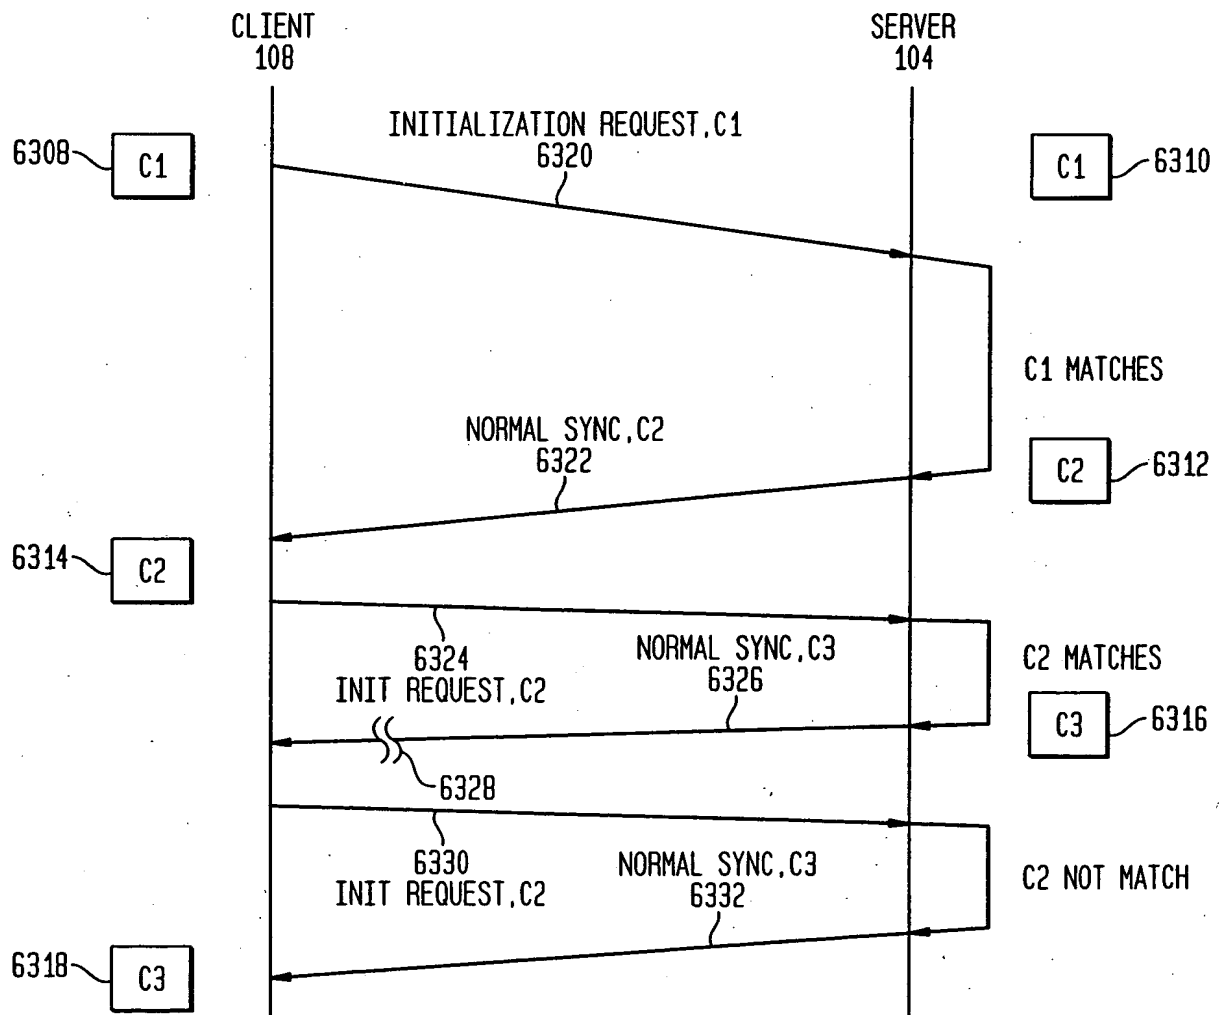 CLIENT
108
SERVER
104
INITIALIZATION REQUEST,C1
6320
6308
C1
C1
6310
C1 MATCHES
NORMAL SYNC,C2
6322
C2
6312
6314
C2
6324
INIT REQUEST,C2
NORMAL SYNC,C3
6326
C2 MATCHES
C3
6316
6328
6330
INIT REQUEST,C2
NORMAL SYNC,C3
6332
C2 NOT MATCH
6318
C3